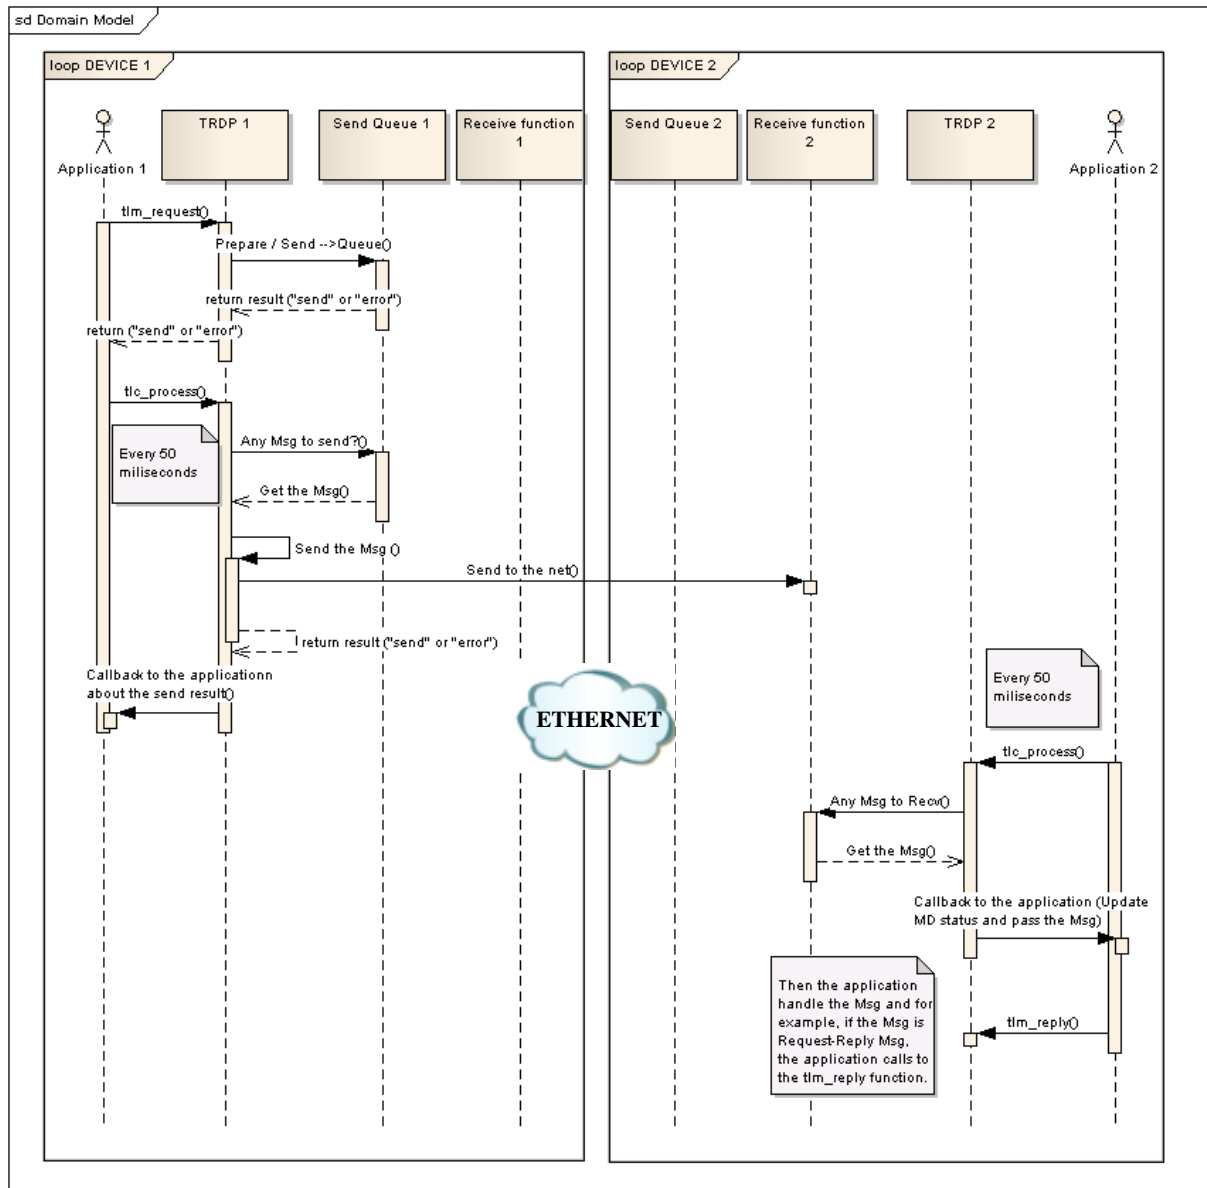 sd Domain Model
loop DEVICE 1
loop DEVICE 2
Application 1
TRDP 1
Send Queue 1
Receive function
1
Send Queue 2
Receive function
2
TRDP 2
Application 2
tlm_request()
Prepare / Send -->Queue()
return result ("send" or "error")
return ("send" or "error")
tlc_process()
Every 50
miliseconds
Any Msg to send?()
Get the Msg()
Send the Msg ()
Send to the net()
return result ("send" or "error")
Callback to the applicationn
about the send result()
ETHERNET
Every 50
miliseconds
tlc_process()
Any Msg to Recv()
Get the Msg()
Callback to the application (Update
MD status and pass the Msg)
Then the application
handle the Msg and for
example, if the Msg is
Request-Reply Msg,
the application calls to
the tlm_reply function.
tlm_reply()